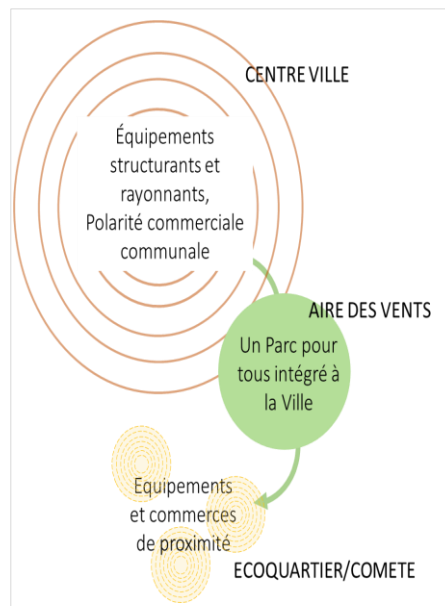 CENTRE VILLE
Équipements
structurants et
rayonnants,
Polarité commerciale
communale
AIRE DES VENTS
Un Parc pour
tous intégré à
la Ville
Equipements
et commerces
de proximité
ECOQUARTIER/COMETE